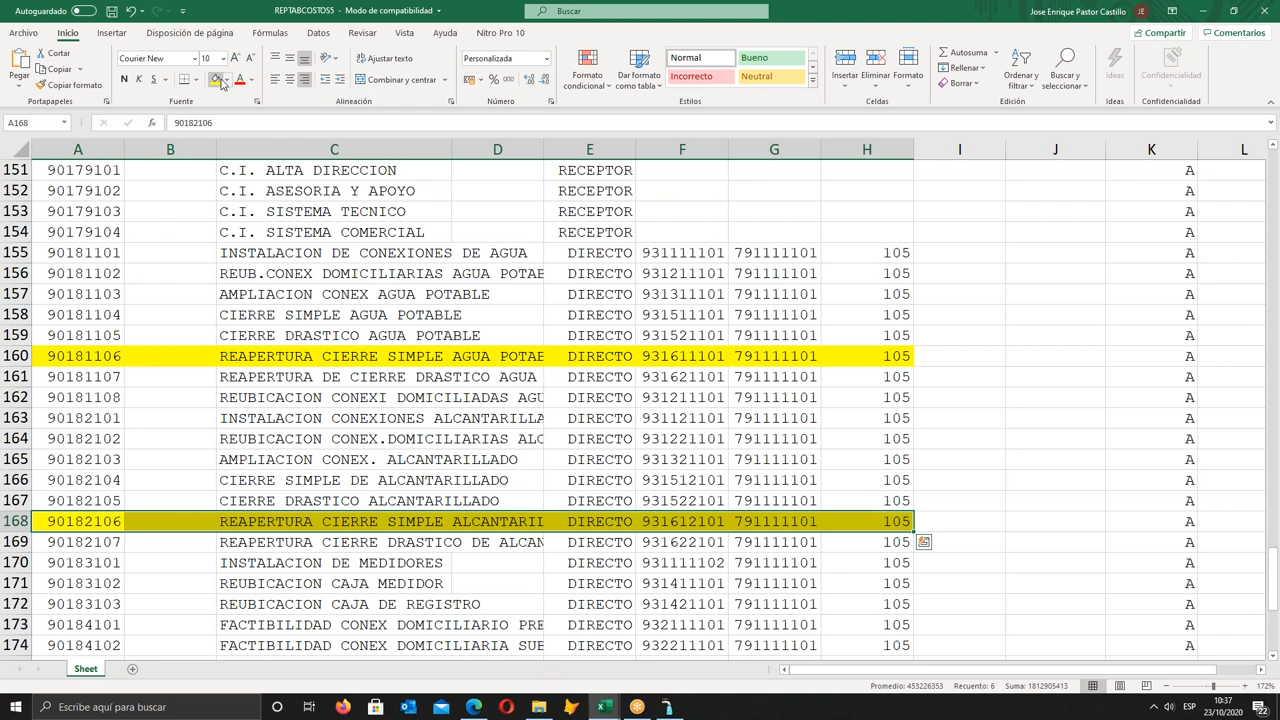 Autoguardado
REPTABCOSTOS5 - Modo de compatibilidad
Buscar
Jose Enrique Pastor Castillo
JE
Archivo Inicio Insertar Disposición de página Fórmulas Datos Revisar Vista Ayuda Nitro Pro 10
Compartir Comentarios
Pegar
Cortar
Copiar
Copiar formato
Portapapeles
Courier New 10
N K S
Fuente
Ajustar texto
Combinar y centrar
Alineación
Personalizada
% 000
Número
Formato condicional
Dar formato como tabla
Normal Bueno
Incorrecto Neutral
Estilos
Insertar Eliminar Formato
Celdas
Autosuma
Rellenar
Borrar
Ordenar y filtrar
Buscar y seleccionar
Edición
Ideas
Ideas
Confidencialidad
Confidencialidad
A168 fx 90182106
A B C D E F G H I J K L
151 90179101 C.I. ALTA DIRECCION RECEPTOR A
152 90179102 C.I. ASESORIA Y APOYO RECEPTOR A
153 90179103 C.I. SISTEMA TECNICO RECEPTOR A
154 90179104 C.I. SISTEMA COMERCIAL RECEPTOR A
155 90181101 INSTALACION DE CONEXIONES DE AGUA DIRECTO 931111101 791111101 105 A
156 90181102 REUB.CONEX DOMICILIARIAS AGUA POTAB DIRECTO 931211101 791111101 105 A
157 90181103 AMPLIACION CONEX AGUA POTABLE DIRECTO 931311101 791111101 105 A
158 90181104 CIERRE SIMPLE AGUA POTABLE DIRECTO 931511101 791111101 105 A
159 90181105 CIERRE DRASTICO AGUA POTABLE DIRECTO 931521101 791111101 105 A
160 90181106 REAPERTURA CIERRE SIMPLE AGUA POTAB DIRECTO 931611101 791111101 105 A
161 90181107 REAPERTURA DE CIERRE DRASTICO AGUA DIRECTO 931621101 791111101 105 A
162 90181108 REUBICACION CONEXI DOMICILIADAS AGU DIRECTO 931211101 791111101 105 A
163 90182101 INSTALACION CONEXIONES ALCANTARILLA DIRECTO 931121101 791111101 105 A
164 90182102 REUBICACION CONEX.DOMICILIARIAS ALC DIRECTO 931221101 791111101 105 A
165 90182103 AMPLIACION CONEX. ALCANTARILLADO DIRECTO 931321101 791111101 105 A
166 90182104 CIERRE SIMPLE DE ALCANTARILLADO DIRECTO 931512101 791111101 105 A
167 90182105 CIERRE DRASTICO ALCANTARILLADO DIRECTO 931522101 791111101 105 A
168 90182106 REAPERTURA CIERRE SIMPLE ALCANTARIL DIRECTO 931612101 791111101 105 A
169 90182107 REAPERTURA CIERRE DRASTICO DE ALCAN DIRECTO 931622101 791111101 105 A
170 90183101 INSTALACION DE MEDIDORES DIRECTO 931111102 791111101 105 A
171 90183102 REUBICACION CAJA MEDIDOR DIRECTO 931411101 791111101 105 A
172 90183103 REUBICACION CAJA DE REGISTRO DIRECTO 931421101 791111101 105 A
173 90184101 FACTIBILIDAD CONEX DOMICILIARIO PRE DIRECTO 932111101 791111101 105 A
174 90184102 FACTIBILIDAD CONEX DOMICILIARIA SUB DIRECTO 932211101 791111101 105 A
Sheet
Promedio: 453226353 Recuento: 6 Suma: 1812905413 172%
Escribe aquí para buscar
ESP
10:37
23/10/2020
22